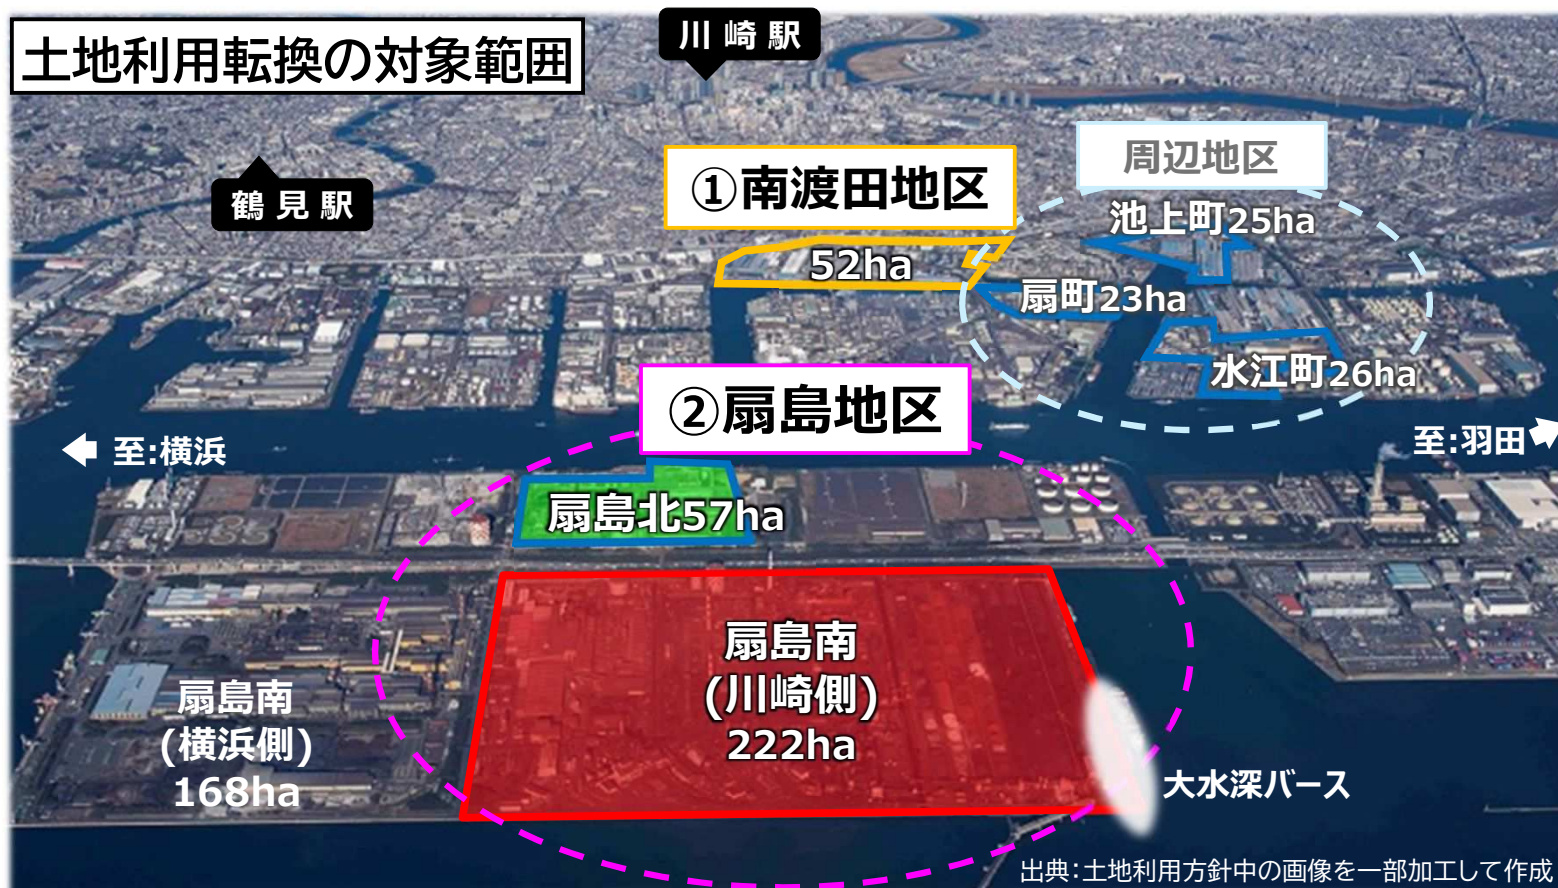 土地利用転換の対象範囲
川崎駅
鶴見駅
①南渡田地区
52ha
周辺地区
池上町25ha
扇町23ha
水江町26ha
②扇島地区
至:横浜
至:羽田
扇島北57ha
扇島南
(川崎側)
222ha
扇島南
(横浜側)
168ha
大水深バース
出典：土地利用方針中の画像を一部加工して作成